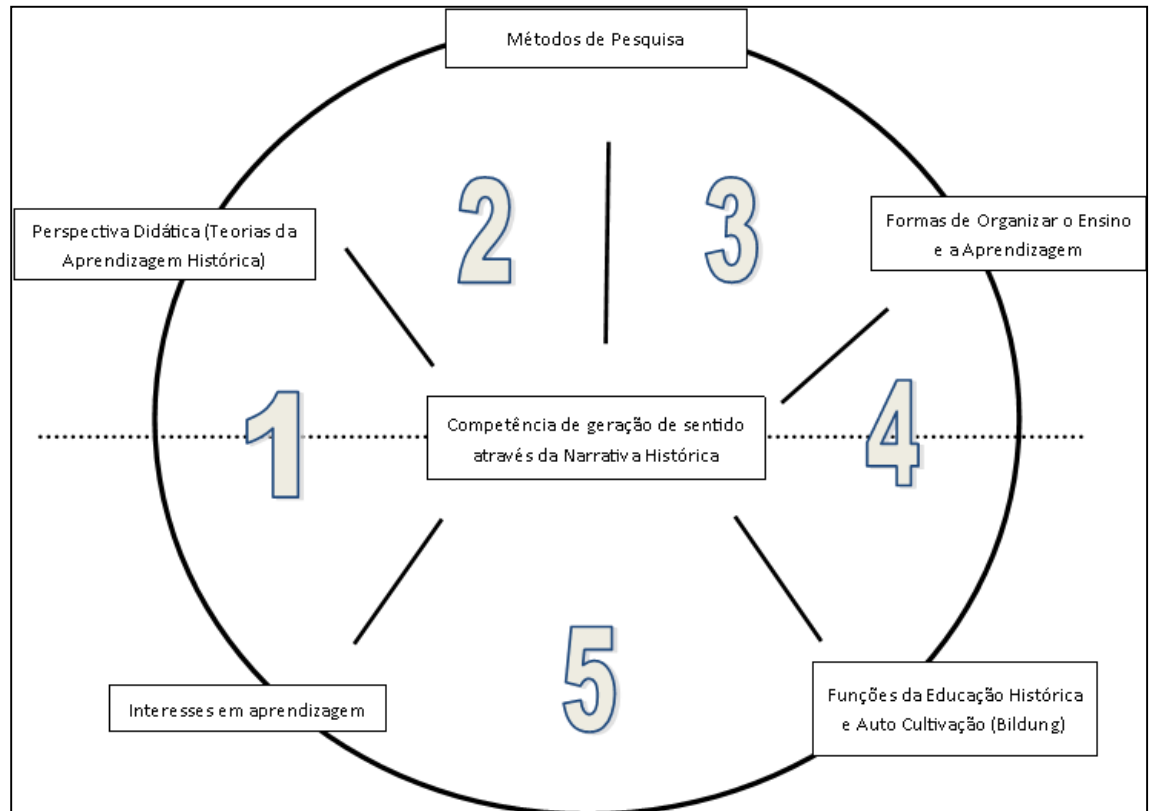 Métodos de Pesquisa
2
3
Perspectiva Didática (Teorias da
Aprendizagem Histórica)
Formas de Organizar o Ensino
e a Aprendizagem
1
Competência de geração de sentido
através da Narrativa Histórica
4
5
Interesses em aprendizagem
Funções da Educação Histórica
e Auto Cultivação (Bildung)